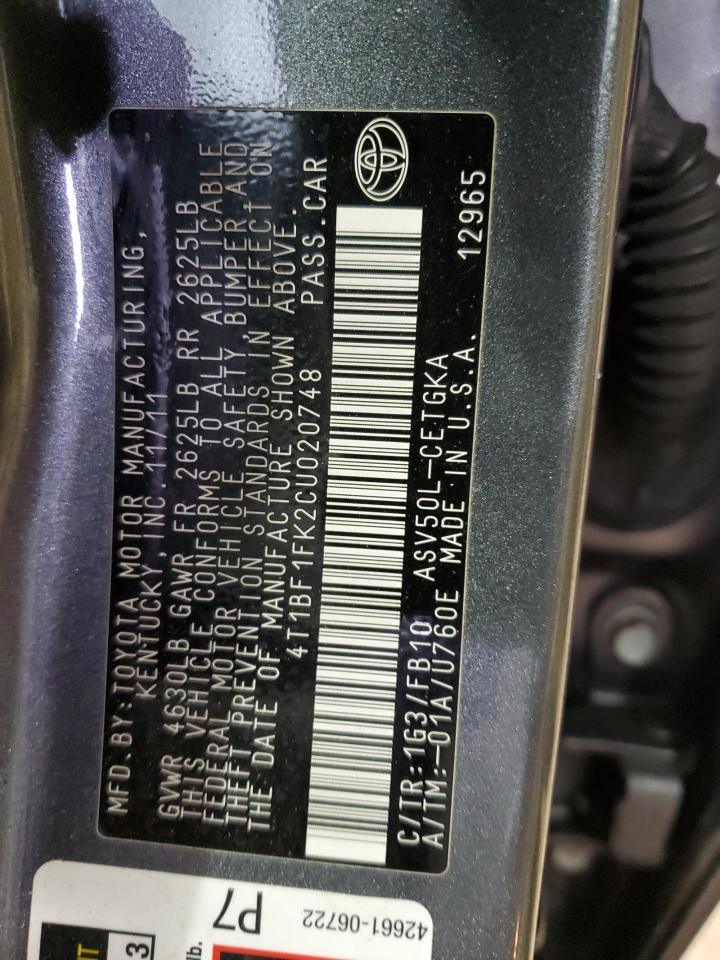 MFD.BY:TOYOTA MOTOR MANUFACTURING,
KENTUCKY, INC. 11/11
GVWR 4630LB GAWR FR 2625LB RR 2625LB
THIS VEHICLE CONFORMS TO ALL APPLICABLE
FEDERAL MOTOR VEHICLE SAFETY, BUMPER AND
THEFT PREVENTION STANDARDS IN EFFECT ON
THE DATE OF MANUFACTURE SHOWN ABOVE.
4T1BF1FK2CU020748 PASS.CAR
C/TR:1G3/FB10 ASV50L-CETGKA
A/TM:-01A/U760E MADE IN U.S.A. 12965
P7
42661-06722
3
lb.